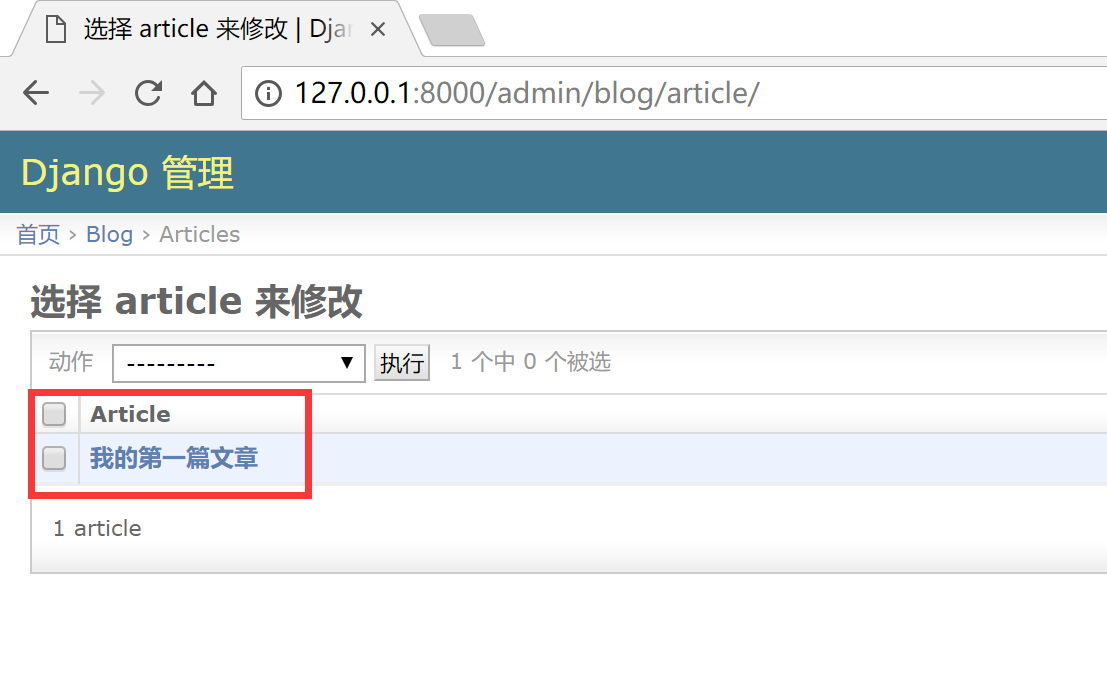 选择 article 来修改 | Djan
127.0.0.1:8000/admin/blog/article/
Django 管理
首页 › Blog › Articles
选择 article 来修改
动作 --------- 执行 1 个中 0 个被选
Article
我的第一篇文章
1 article